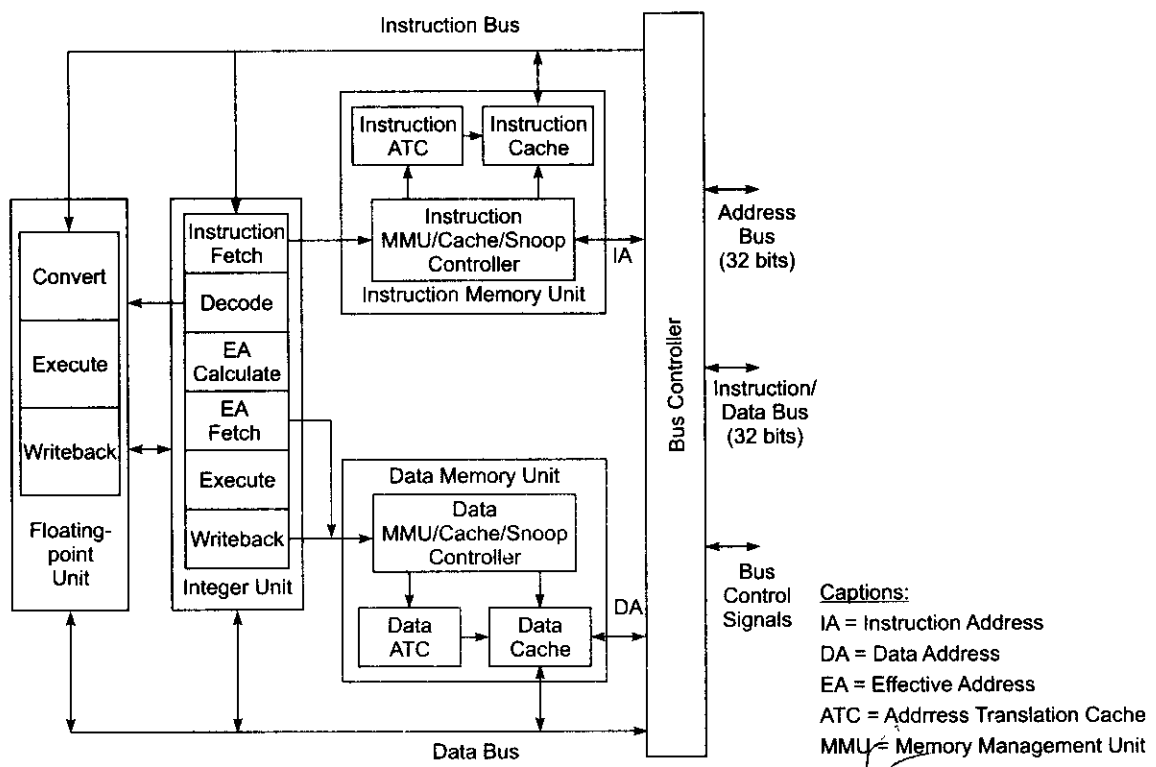 Instruction Bus
Instruction
ATC
Instruction
Cache
Instruction
MMU/Cache/Snoop
Controller
Instruction Memory Unit
IA
Convert
Execute
Writeback
Floating-
point
Unit
Instruction
Fetch
Decode
EA
Calculate
EA
Fetch
Execute
Writeback
Integer Unit
Data Memory Unit
Data
MMU/Cache/Snoop
Controller
Data
ATC
Data
Cache
DA
Data Bus
Bus Controller
Address
Bus
(32 bits)
Instruction/
Data Bus
(32 bits)
Bus
Control
Signals
Captions:
IA = Instruction Address
DA = Data Address
EA = Effective Address
ATC = Addrress Translation Cache
MMU = Memory Management Unit